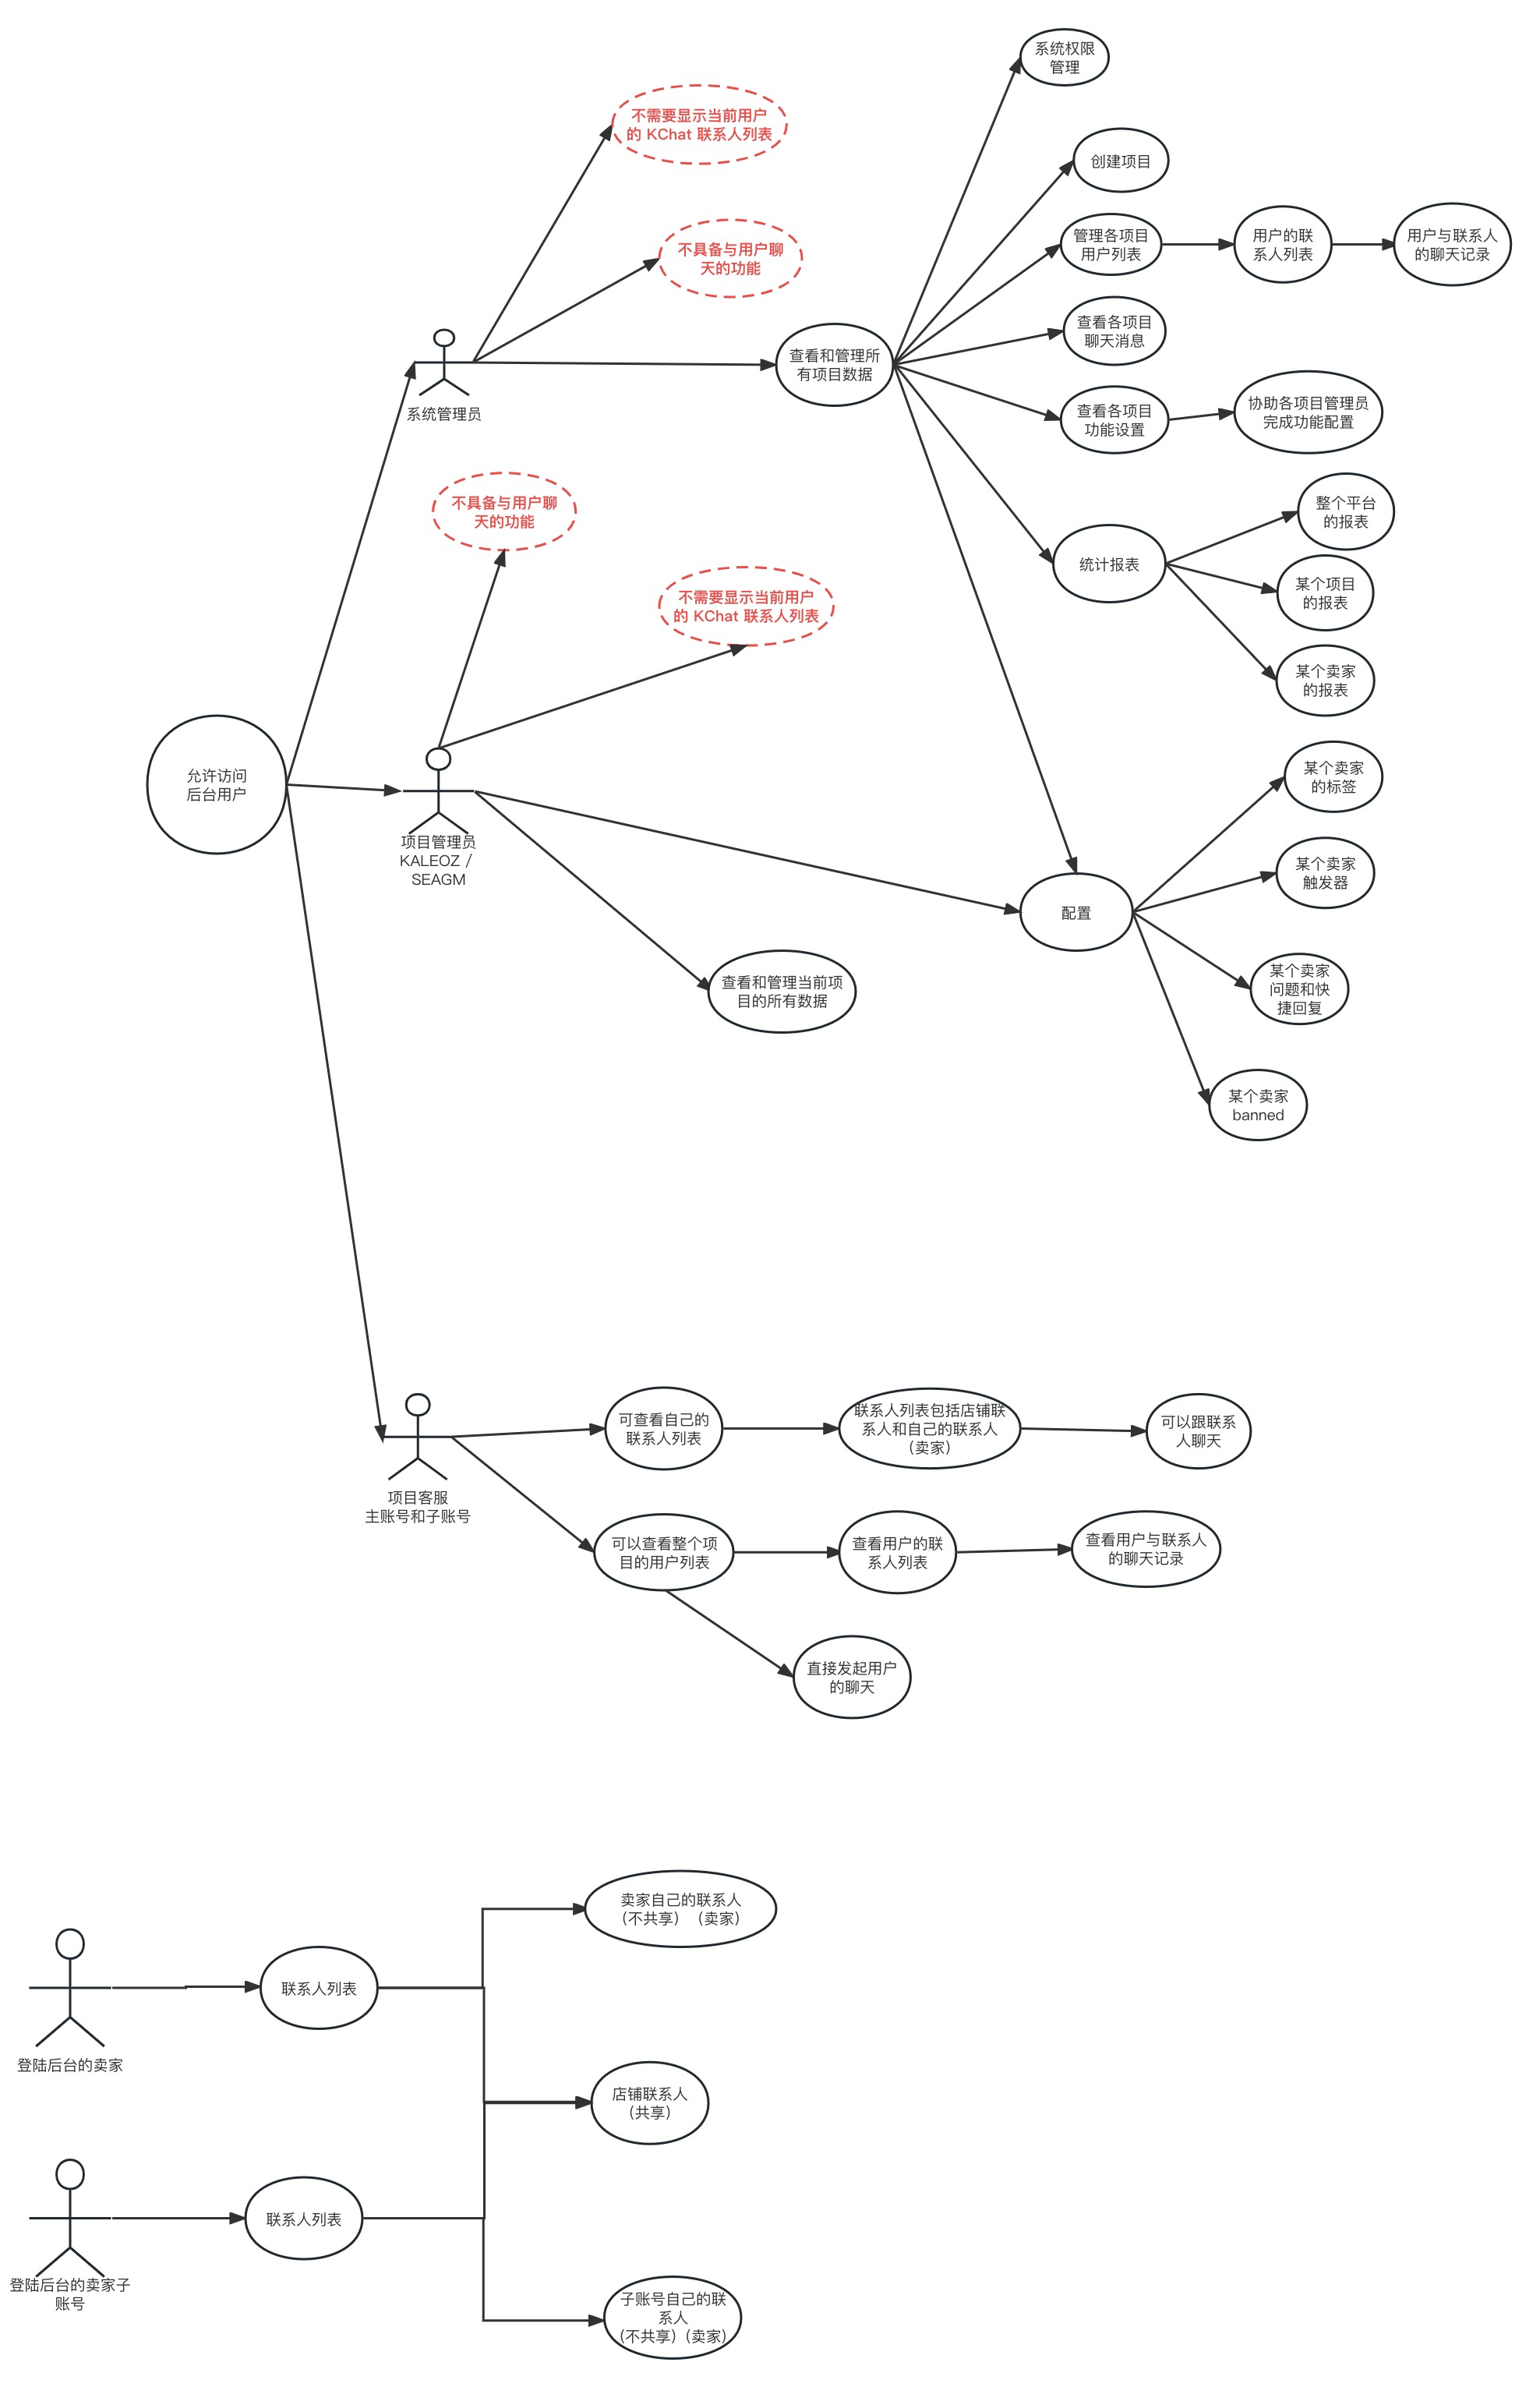 系统权限
管理
不需要显示当前用户
的 KChat 联系人列表
创建项目
管理各项目
用户列表
用户的联
系人列表
用户与联系人
的聊天记录
不具备与用户聊
天的功能
查看各项目
聊天消息
查看和管理所
有项目数据
系统管理员
查看各项目
功能设置
协助各项目管理员
完成功能配置
不具备与用户聊
天的功能
整个平台
的报表
统计报表
某个项目
的报表
不需要显示当前用户
的 KChat 联系人列表
某个卖家
的报表
允许访问
后台用户
某个卖家
的标签
项目管理员
KALEOZ /
SEAGM
某个卖家
触发器
配置
查看和管理当前项
目的所有数据
某个卖家
问题和快
捷回复
某个卖家
banned
可查看自己的
联系人列表
联系人列表包括店铺联
系人和自己的联系人
（卖家）
可以跟联系
人聊天
项目客服
主账号和子账号
可以查看整个项
目的用户列表
查看用户的联
系人列表
查看用户与联系人
的聊天记录
直接发起用户
的聊天
卖家自己的联系人
（不共享）（卖家）
联系人列表
登陆后台的卖家
店铺联系人
（共享）
联系人列表
登陆后台的卖家子
账号
子账号自己的联
系人
（不共享）（卖家）